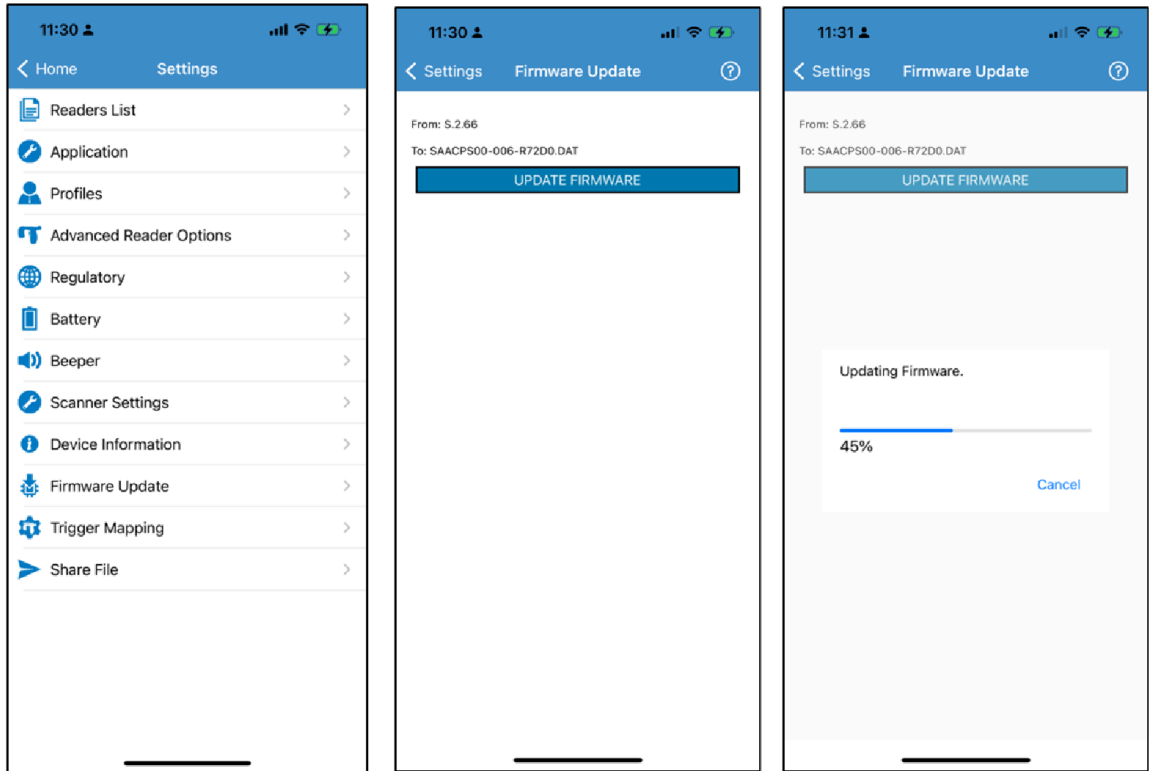 11:30
Home Settings
Readers List
Application
Profiles
Advanced Reader Options
Regulatory
Battery
Beeper
Scanner Settings
Device Information
Firmware Update
Trigger Mapping
Share File
11:30
Settings Firmware Update ?
From: S.2.66
To: SAACPS00-006-R72D0.DAT
UPDATE FIRMWARE
11:31
Settings Firmware Update ?
From: S.2.66
To: SAACPS00-006-R72D0.DAT
UPDATE FIRMWARE
Updating Firmware.
45%
Cancel